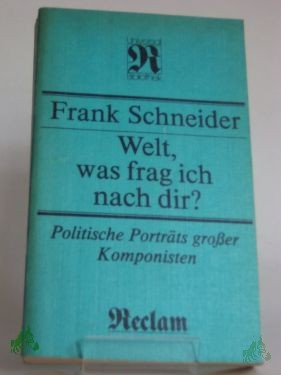 Universal
R
Bibliothek
Frank Schneider
Welt,
was frag ich
nach dir?
Politische Porträts großer
Komponisten
Reclam